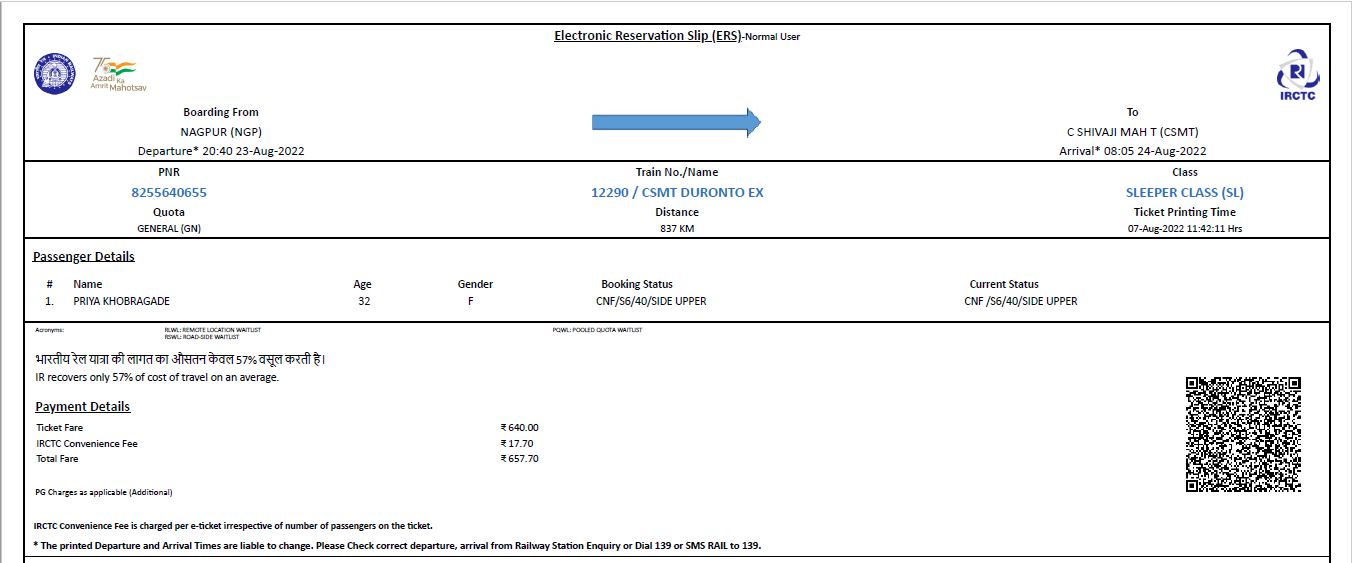 Electronic Reservation Slip (ERS)-Normal User
75
Azadi Ka
Amrit Mahotsav
IRCTC
Boarding From To
NAGPUR (NGP) C SHIVAJI MAH T (CSMT)
Departure* 20:40 23-Aug-2022 Arrival* 08:05 24-Aug-2022
PNR Train No./Name Class
8255640655 12290 / CSMT DURONTO EX SLEEPER CLASS (SL)
Quota Distance Ticket Printing Time
GENERAL (GN) 837 KM 07-Aug-2022 11:42:11 Hrs
Passenger Details
# Name Age Gender Booking Status Current Status
1. PRIYA KHOBRAGADE 32 F CNF/S6/40/SIDE UPPER CNF /S6/40/SIDE UPPER
Acronyms: RLWL: REMOTE LOCATION WAITLIST PQWL: POOLED QUOTA WAITLIST
RSWL: ROAD-SIDE WAITLIST
भारतीय रेल यात्रा की लागत का औसतन केवल 57% वसूल करती है।
IR recovers only 57% of cost of travel on an average.
Payment Details
Ticket Fare ₹ 640.00
IRCTC Convenience Fee ₹ 17.70
Total Fare ₹ 657.70
PG Charges as applicable (Additional)
IRCTC Convenience Fee is charged per e-ticket irrespective of number of passengers on the ticket.
* The printed Departure and Arrival Times are liable to change. Please Check correct departure, arrival from Railway Station Enquiry or Dial 139 or SMS RAIL to 139.